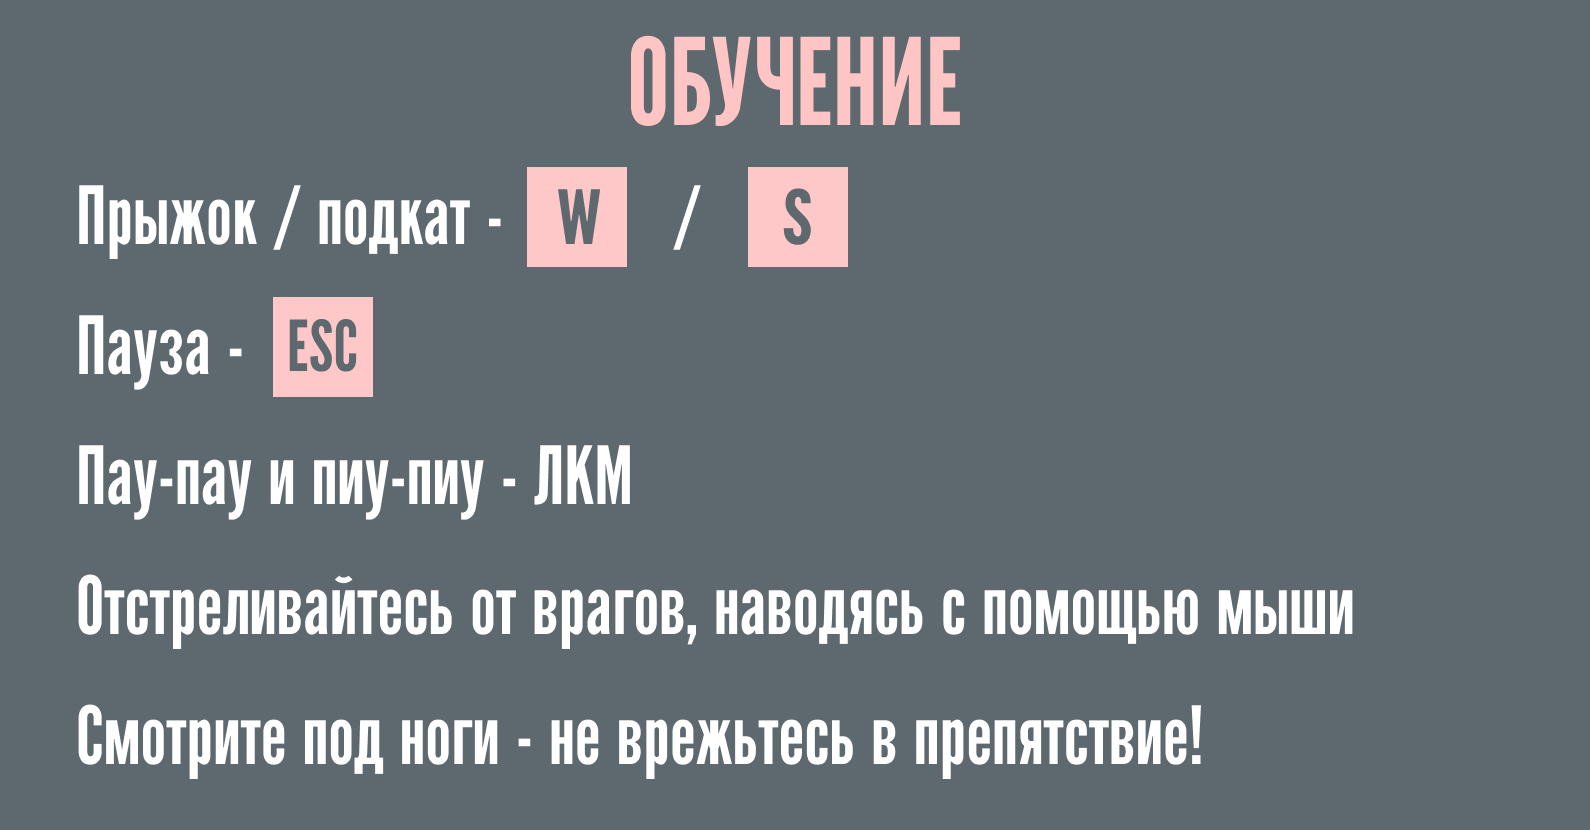 ОБУЧЕНИЕ
Прыжок / подкат - W / S
Пауза - ESC
Пау-пау и пиу-пиу - ЛКМ
Отстреливайтесь от врагов, наводясь с помощью мыши
Смотрите под ноги - не врежьтесь в препятствие!